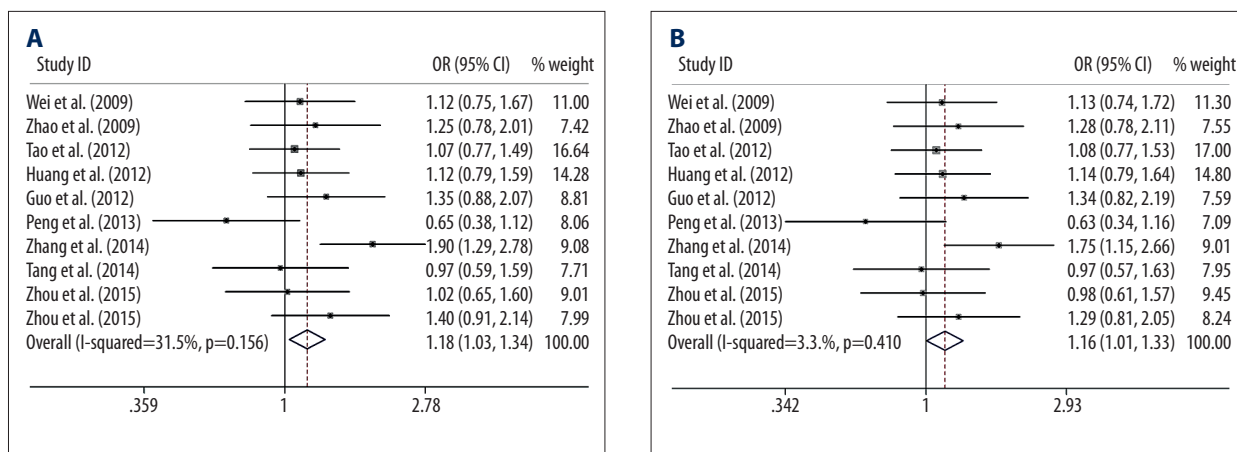 A
Study ID OR (95% CI) % weight
Wei et al. (2009) 1.12 (0.75, 1.67) 11.00
Zhao et al. (2009) 1.25 (0.78, 2.01) 7.42
Tao et al. (2012) 1.07 (0.77, 1.49) 16.64
Huang et al. (2012) 1.12 (0.79, 1.59) 14.28
Guo et al. (2012) 1.35 (0.88, 2.07) 8.81
Peng et al. (2013) 0.65 (0.38, 1.12) 8.06
Zhang et al. (2014) 1.90 (1.29, 2.78) 9.08
Tang et al. (2014) 0.97 (0.59, 1.59) 7.71
Zhou et al. (2015) 1.02 (0.65, 1.60) 9.01
Zhou et al. (2015) 1.40 (0.91, 2.14) 7.99
Overall (I-squared=31.5%, p=0.156) 1.18 (1.03, 1.34) 100.00
.359 1 2.78
B
Study ID OR (95% CI) % weight
Wei et al. (2009) 1.13 (0.74, 1.72) 11.30
Zhao et al. (2009) 1.28 (0.78, 2.11) 7.55
Tao et al. (2012) 1.08 (0.77, 1.53) 17.00
Huang et al. (2012) 1.14 (0.79, 1.64) 14.80
Guo et al. (2012) 1.34 (0.82, 2.19) 7.59
Peng et al. (2013) 0.63 (0.34, 1.16) 7.09
Zhang et al. (2014) 1.75 (1.15, 2.66) 9.01
Tang et al. (2014) 0.97 (0.57, 1.63) 7.95
Zhou et al. (2015) 0.98 (0.61, 1.57) 9.45
Zhou et al. (2015) 1.29 (0.81, 2.05) 8.24
Overall (I-squared=3.3.%, p=0.410 1.16 (1.01, 1.33) 100.00
.342 1 2.93